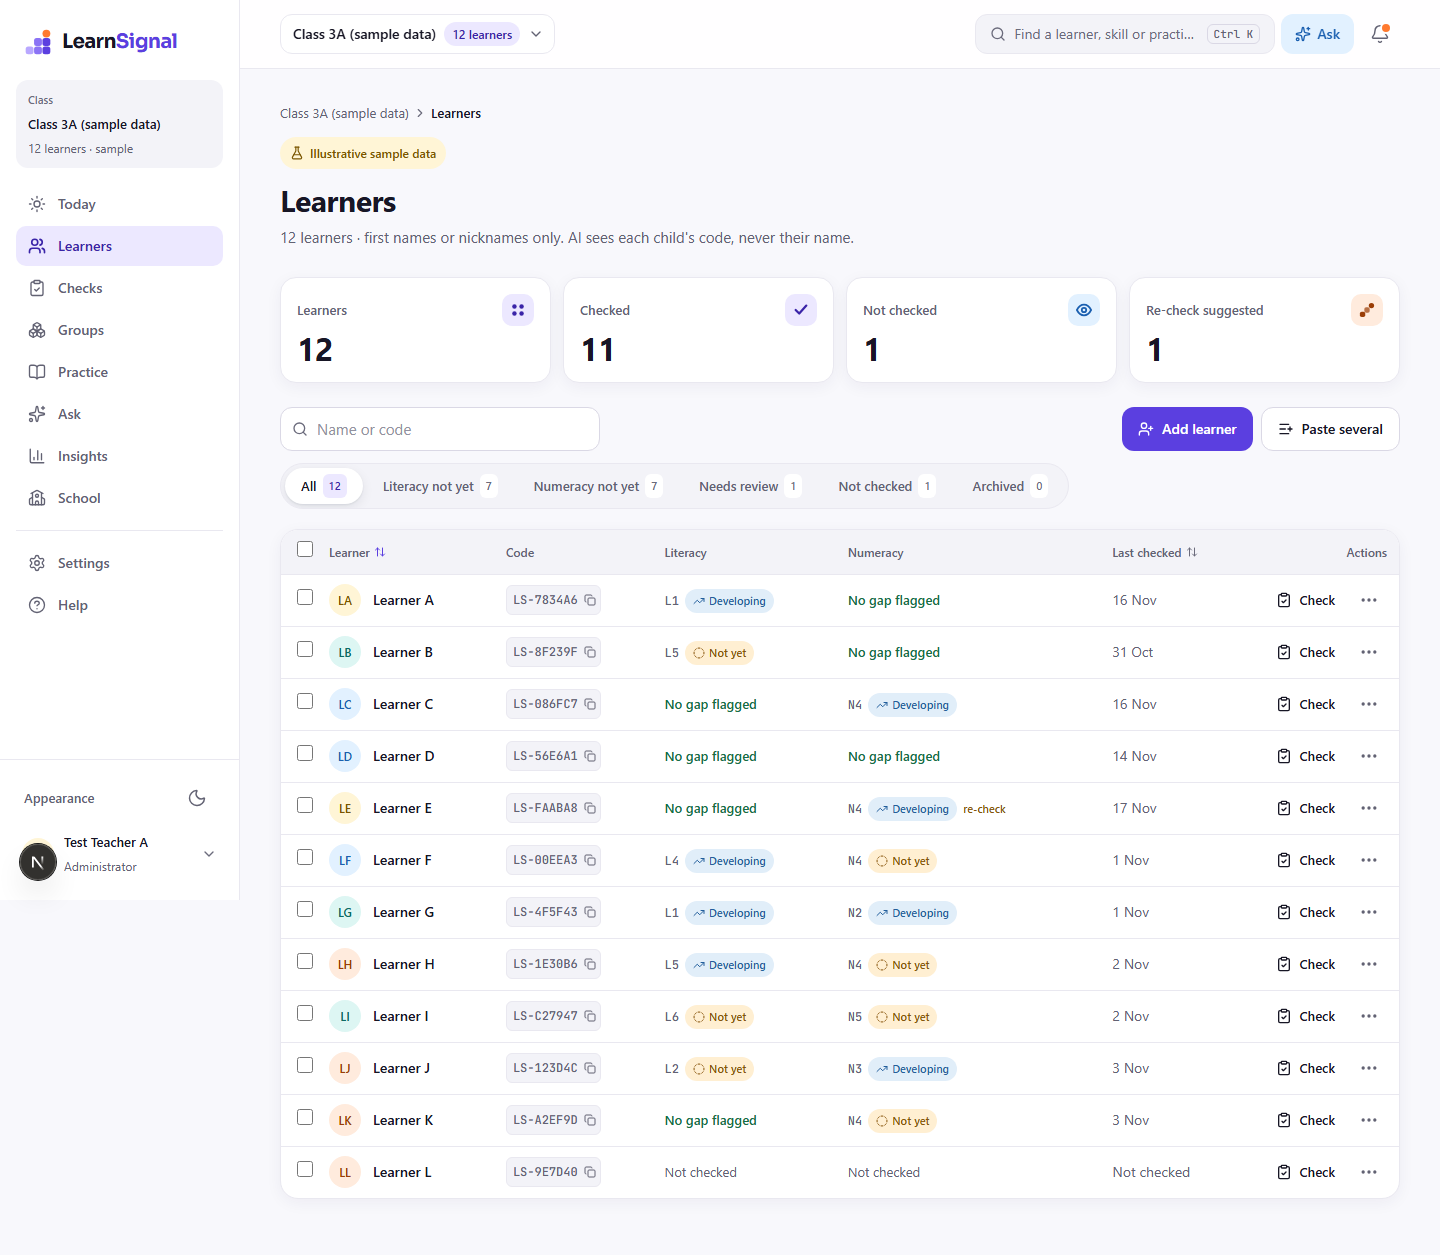 LearnSignal
Class
Class 3A (sample data)
12 learners · sample
Today
Learners
Checks
Groups
Practice
Ask
Insights
School
Settings
Help
Appearance
N
Test Teacher A
Administrator
Class 3A (sample data) 12 learners
Find a learner, skill or practi... Ctrl K
Ask
Class 3A (sample data) > Learners
Illustrative sample data
Learners
12 learners · first names or nicknames only. AI sees each child's code, never their name.
Learners
12
Checked
11
Not checked
1
Re-check suggested
1
Name or code
Add learner
Paste several
All 12 Literacy not yet 7 Numeracy not yet 7 Needs review 1 Not checked 1 Archived 0
Learner Code Literacy Numeracy Last checked Actions
LA Learner A LS-7834A6 L1 Developing No gap flagged 16 Nov Check
LB Learner B LS-8F239F L5 Not yet No gap flagged 31 Oct Check
LC Learner C LS-086FC7 No gap flagged N4 Developing 16 Nov Check
LD Learner D LS-56E6A1 No gap flagged No gap flagged 14 Nov Check
LE Learner E LS-FAABA8 No gap flagged N4 Developing re-check 17 Nov Check
LF Learner F LS-00EEA3 L4 Developing N4 Not yet 1 Nov Check
LG Learner G LS-4F5F43 L1 Developing N2 Developing 1 Nov Check
LH Learner H LS-1E30B6 L5 Developing N4 Not yet 2 Nov Check
LI Learner I LS-C27947 L6 Not yet N5 Not yet 2 Nov Check
LJ Learner J LS-123D4C L2 Not yet N3 Developing 3 Nov Check
LK Learner K LS-A2EF9D No gap flagged N4 Not yet 3 Nov Check
LL Learner L LS-9E7D40 Not checked Not checked Not checked Check